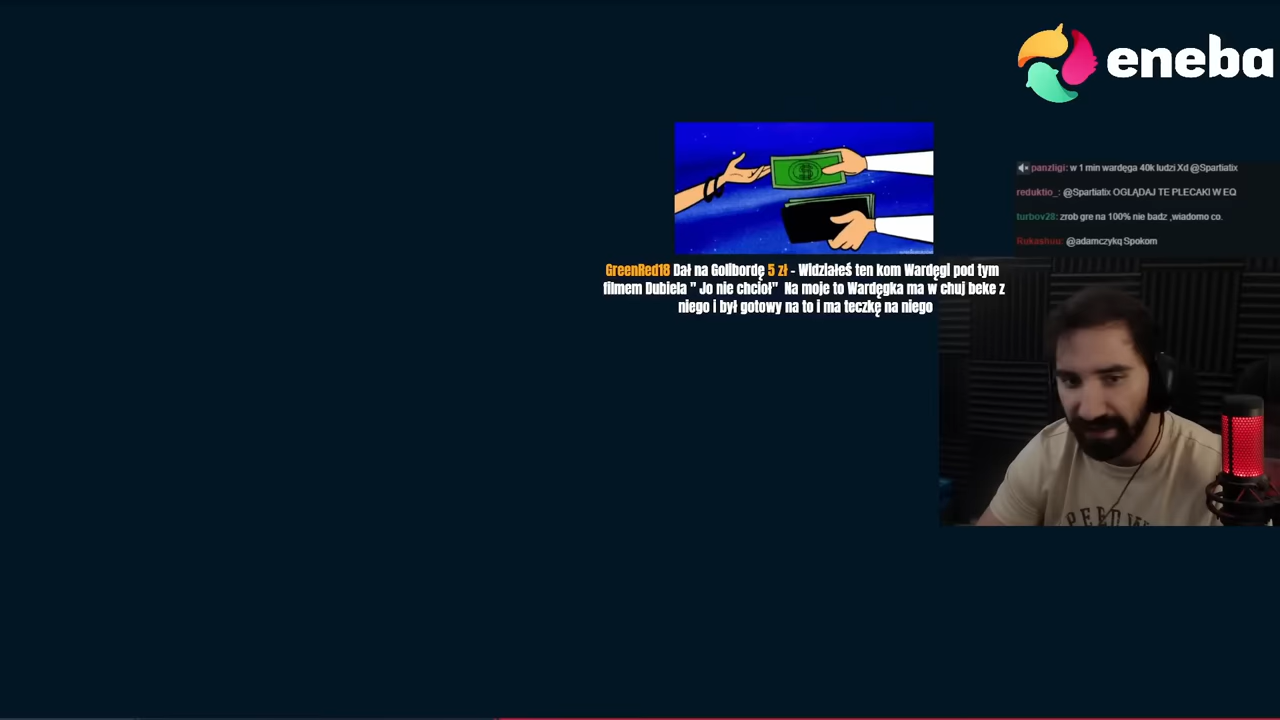 eneba
panzligi: w 1 min wardęga 40k ludzi Xd @Spartiatix
reduktio_: @Spartiatix OGLĄDAJ TE PLECAKI W EQ
turbov28: zrob gre na 100% nie badz ,wiadomo co.
Rukashuu: @adamczykq Spokom
GreenRed18 Dał na Gollbordę 5 zł - Widziałeś ten kom Wardęgi pod tym
filmem Dubiela " Jo nie chcioł" Na moje to Wardęgka ma w chuj beke z
niego i był gotowy na to i ma teczkę na niego